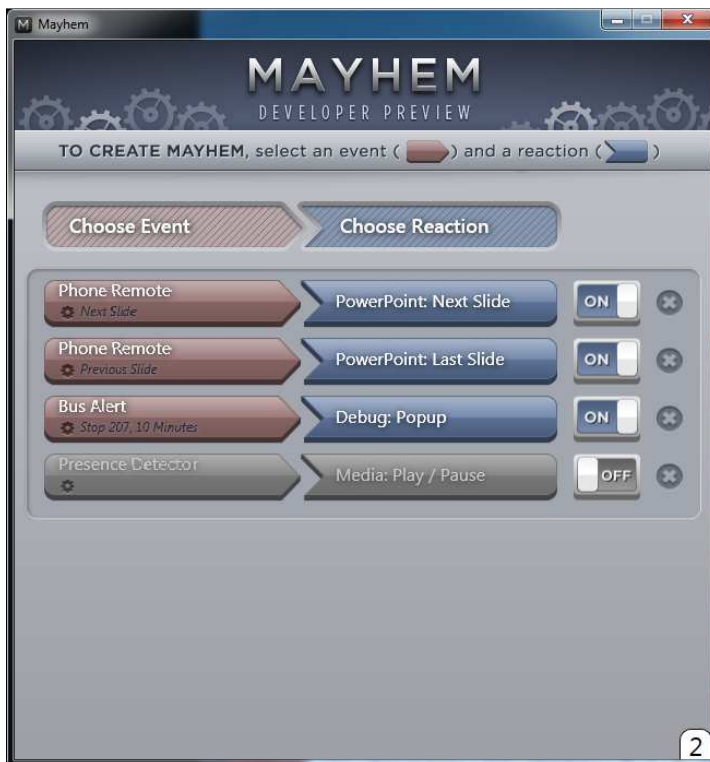 Mayhem
MAYHEM
DEVELOPER PREVIEW
TO CREATE MAYHEM, select an event ( ) and a reaction ( )
Choose Event Choose Reaction
Phone Remote
Next Slide
PowerPoint: Next Slide
ON
Phone Remote
Previous Slide
PowerPoint: Last Slide
ON
Bus Alert
Stop 207, 10 Minutes
Debug: Popup
ON
Presence Detector
Media: Play / Pause
OFF
2